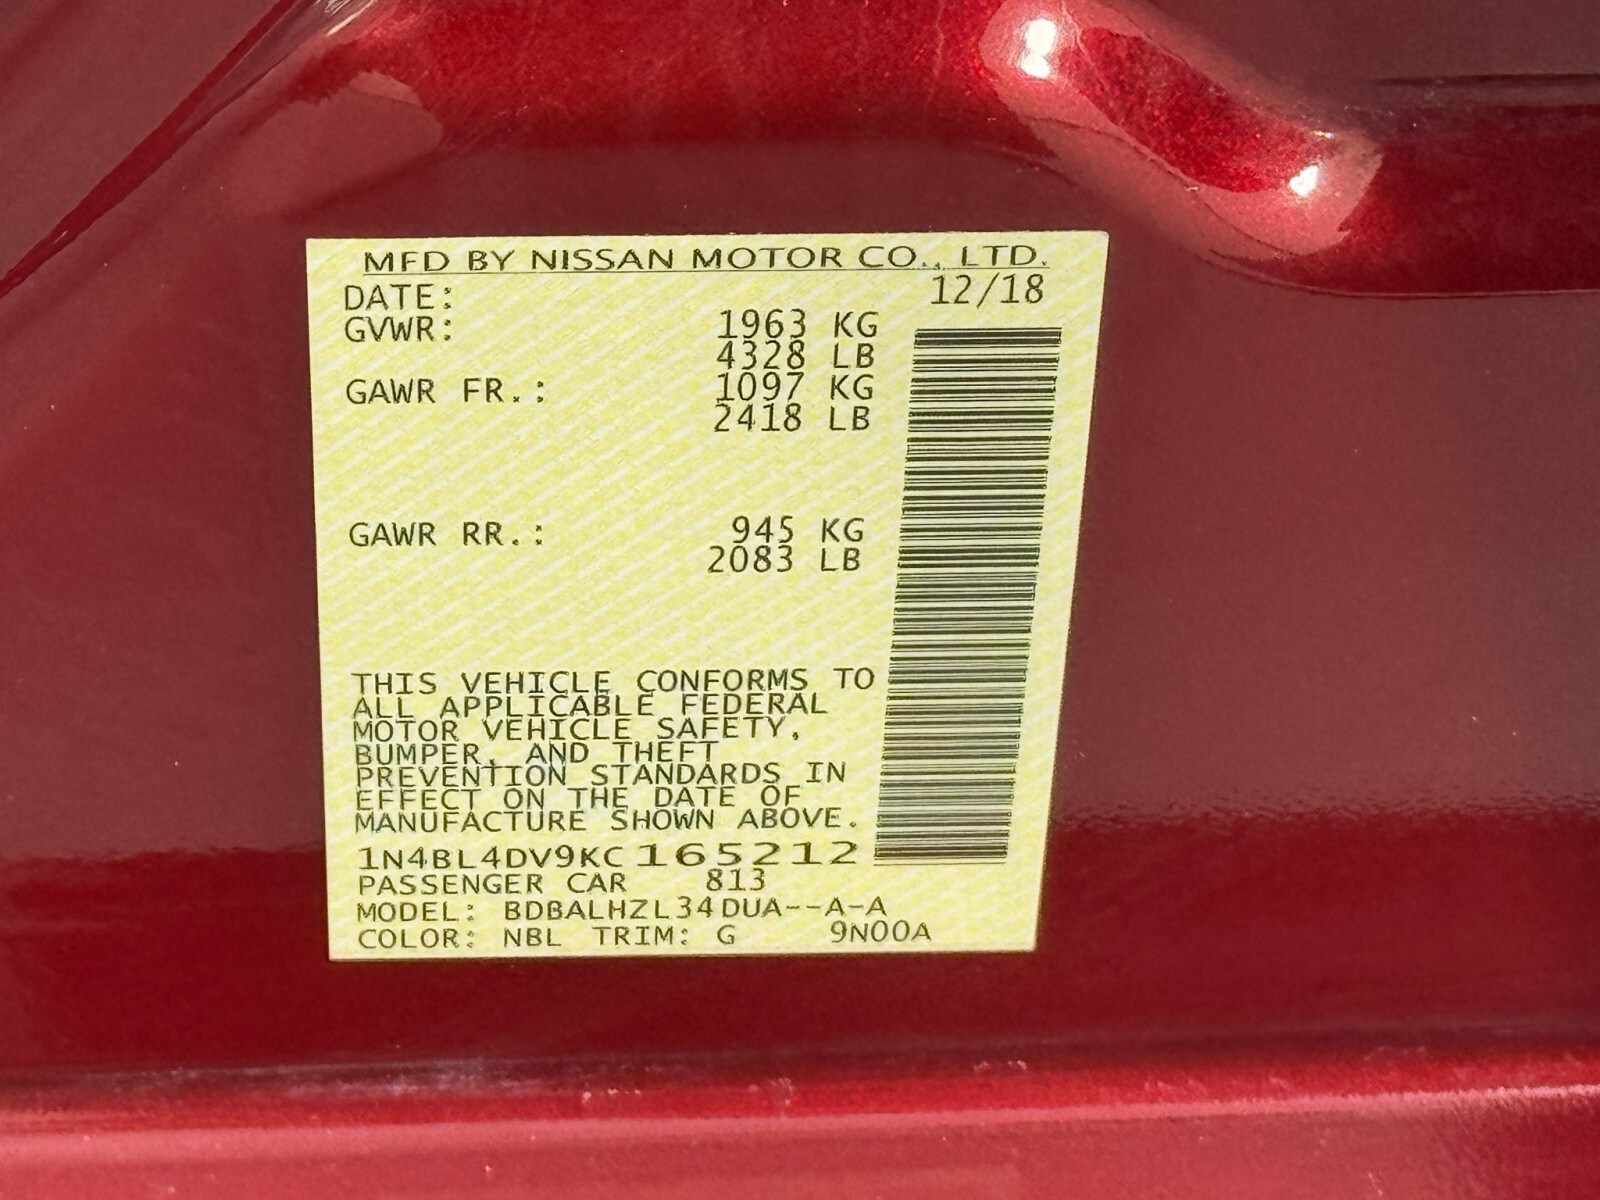 MFD BY NISSAN MOTOR CO., LTD.
DATE: 12/18
GVWR: 1963 KG
4328 LB
GAWR FR.: 1097 KG
2418 LB
GAWR RR.: 945 KG
2083 LB
THIS VEHICLE CONFORMS TO
ALL APPLICABLE FEDERAL
MOTOR VEHICLE SAFETY,
BUMPER, AND THEFT
PREVENTION STANDARDS IN
EFFECT ON THE DATE OF
MANUFACTURE SHOWN ABOVE.
1N4BL4DV9KC165212
PASSENGER CAR 813
MODEL: BDBALHZL34DUA--A-A
COLOR: NBL TRIM: G 9N00A